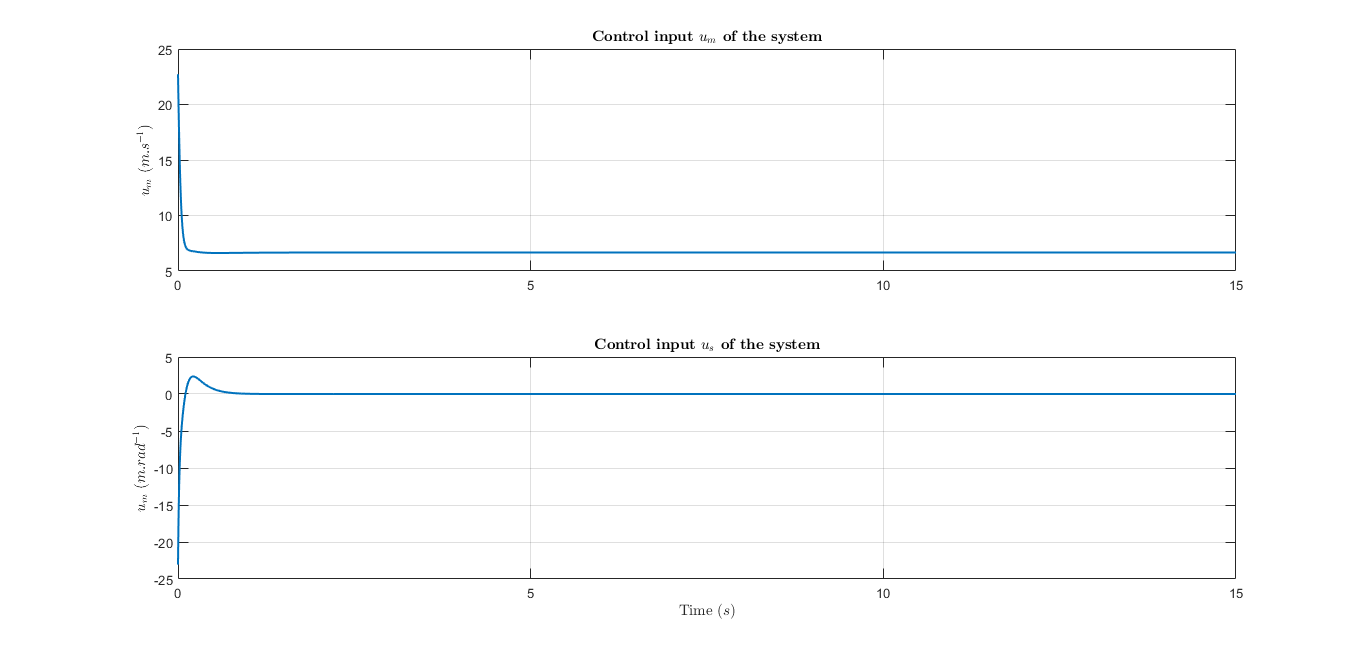 Control input u_m of the system
25
20
15
10
5
u_m (m.s^{-1})
0 5 10 15
Control input u_s of the system
5
0
-5
-10
-15
-20
-25
u_m (m.rad^{-1})
0 5 10 15
Time (s)